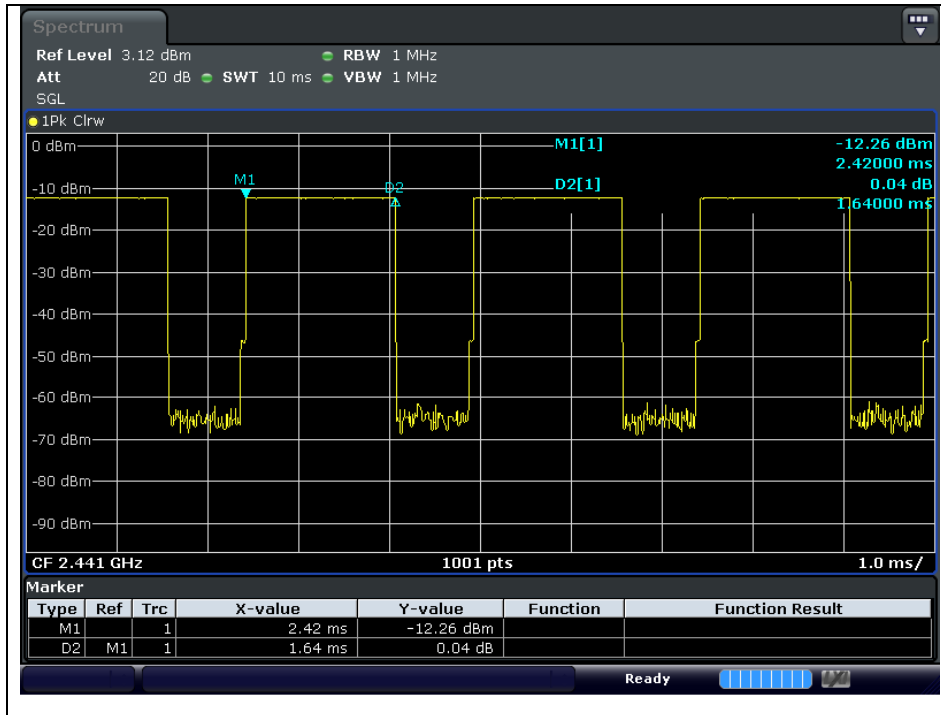 Spectrum
Ref Level 3.12 dBm RBW 1 MHz
Att 20 dB SWT 10 ms VBW 1 MHz
SGL
1Pk Clrw
0 dBm
M1[1] -12.26 dBm
2.42000 ms
M1
-10 dBm
D2
D2[1] 0.04 dB
1.64000 ms
-20 dBm
-30 dBm
-40 dBm
-50 dBm
-60 dBm
-70 dBm
-80 dBm
-90 dBm
CF 2.441 GHz 1001 pts 1.0 ms/
Marker
Type Ref Trc X-value Y-value Function Function Result
M1 1 2.42 ms -12.26 dBm
D2 M1 1 1.64 ms 0.04 dB
Ready